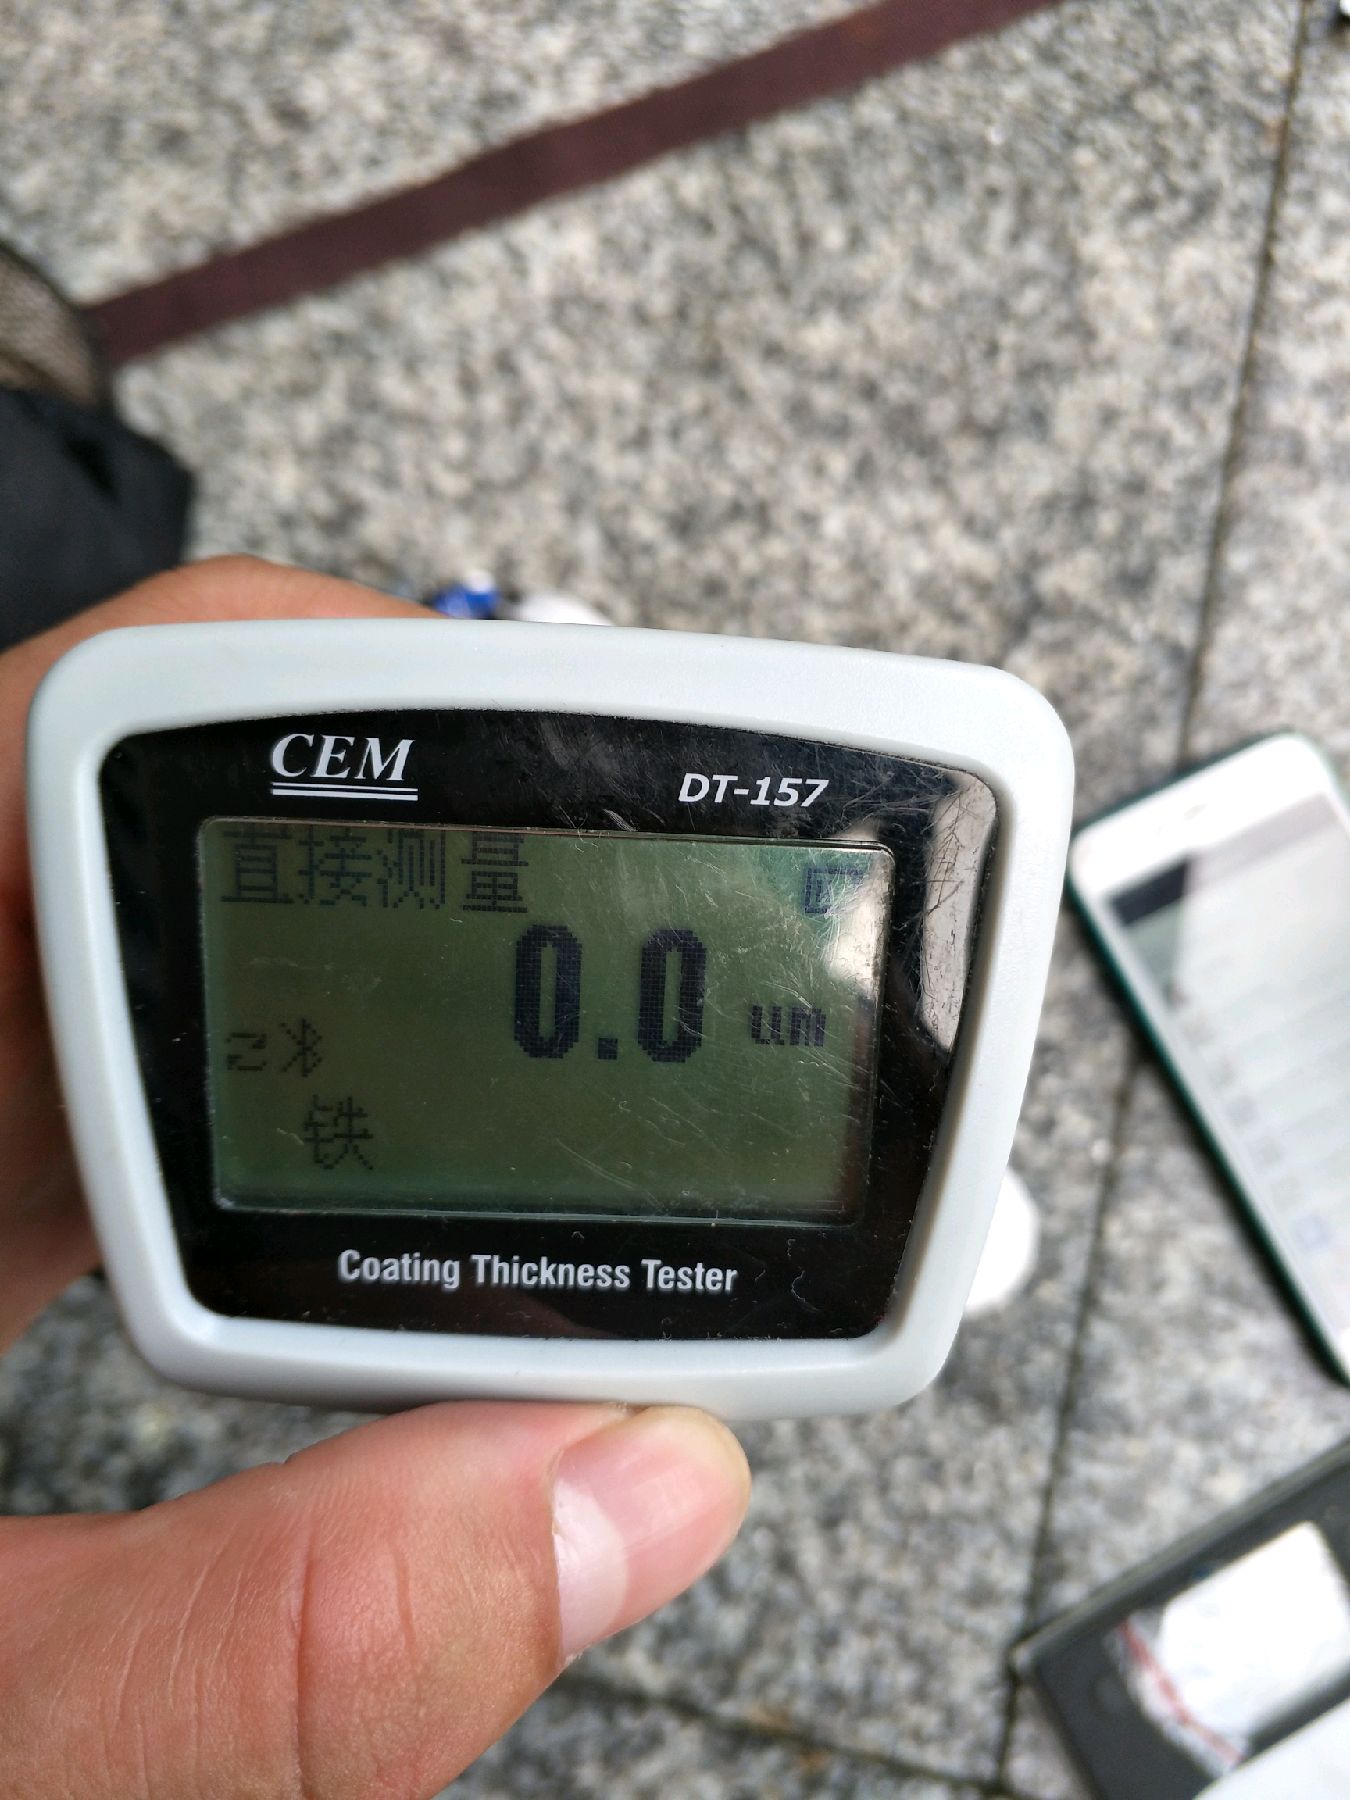 CEM
DT-157
直接测量
0.0 um
铁
Coating Thickness Tester